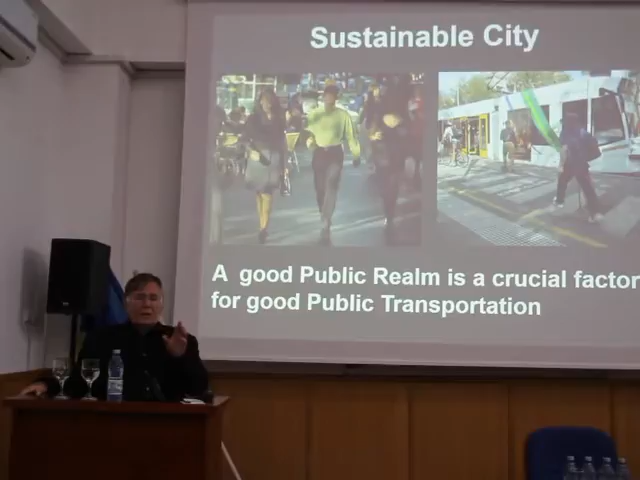 Sustainable City
A good Public Realm is a crucial factor
for good Public Transportation